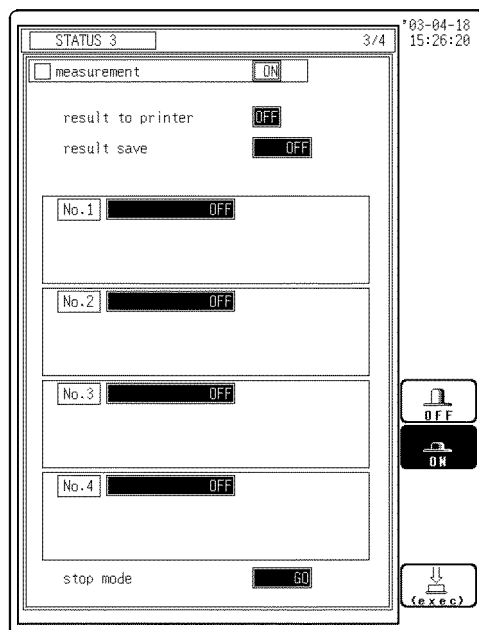 '03-04-18
STATUS 3 3/4 15:26:20
measurement ON
result to printer OFF
result save OFF
No.1 OFF
No.2 OFF
No.3 OFF
OFF
ON
No.4 OFF
stop mode GO
(exec)